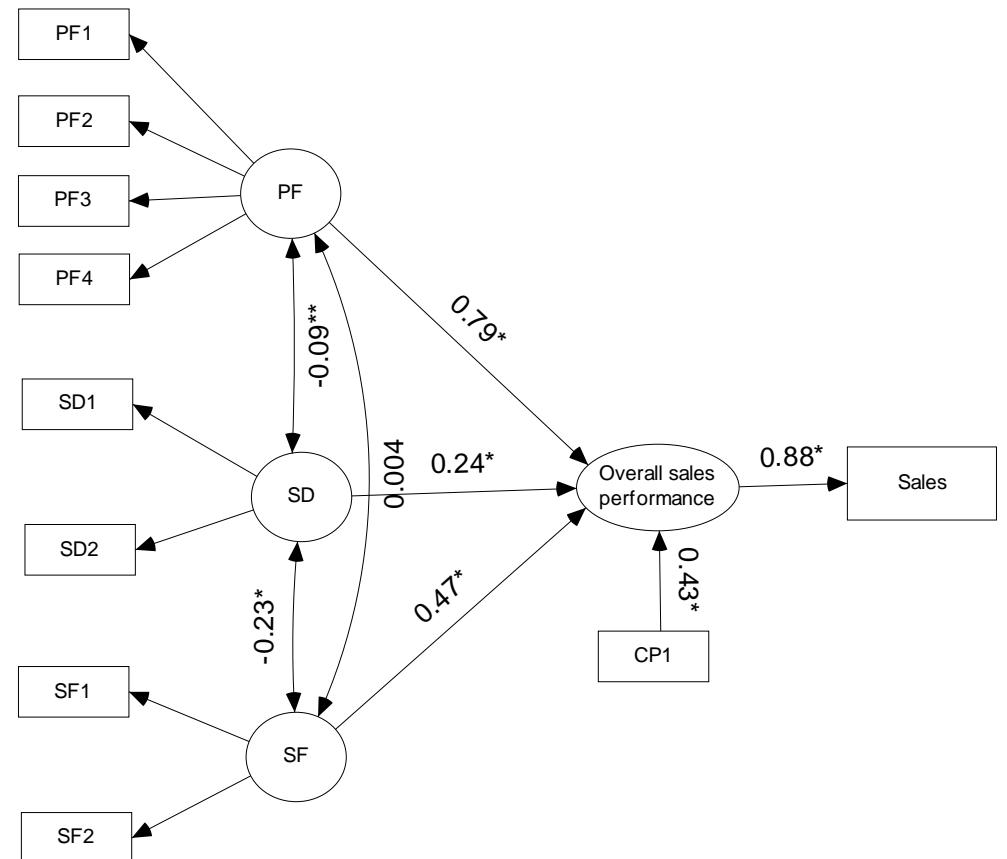 PF1
PF2
PF3
PF4
PF
0.79*
-0.09**
SD1
SD2
SD
0.24*
0.004
Overall sales
performance
0.88*
Sales
-0.23*
0.47*
0.43*
CP1
SF1
SF2
SF